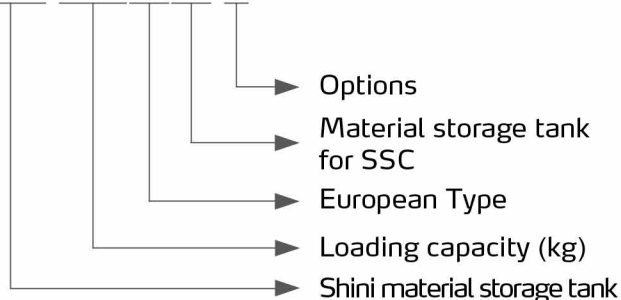 Options
Material storage tank
for SSC
European Type
Loading capacity (kg)
Shini material storage tank